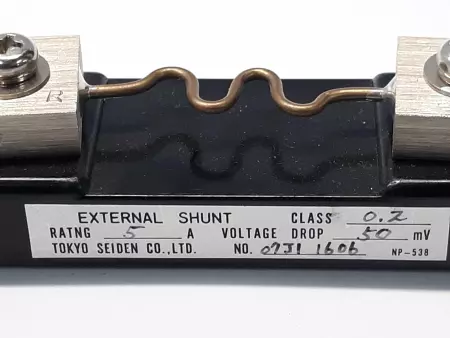 R
EXTERNAL SHUNT CLASS 0.2
RATNG 5 A VOLTAGE DROP 50 mV
TOKYO SEIDEN CO.,LTD. NO. 07J1 1606 NP-538